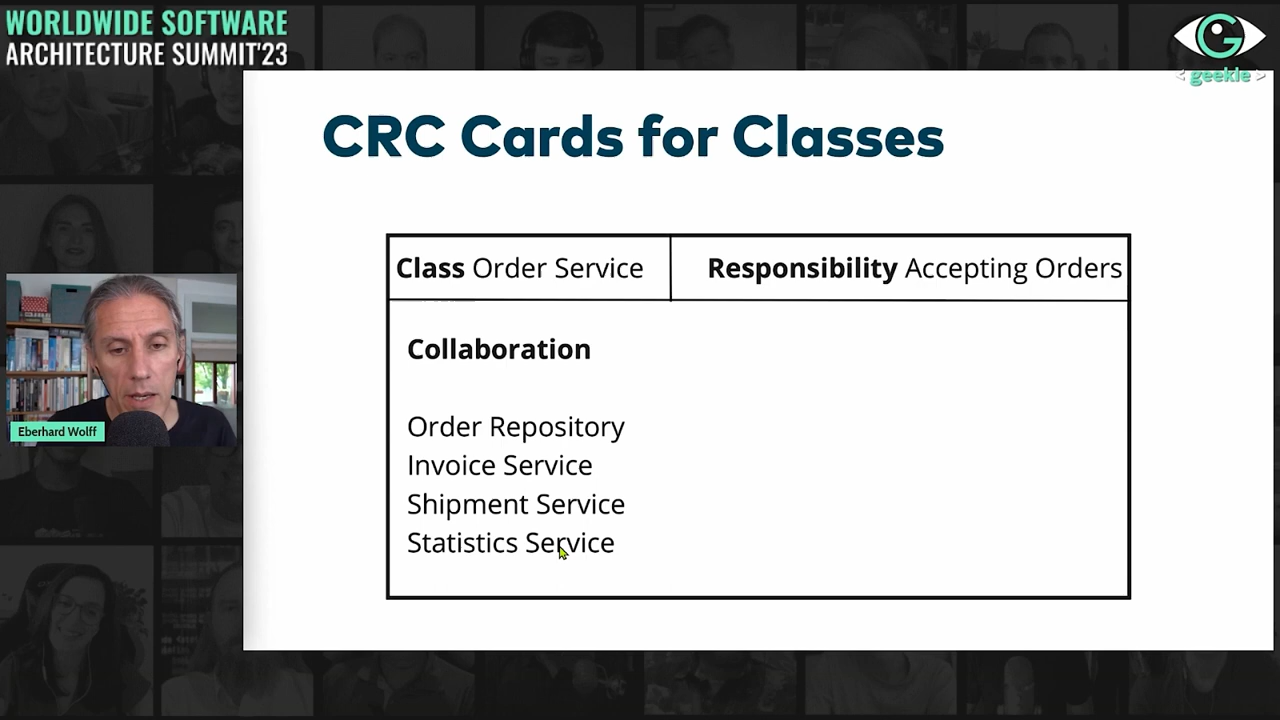 WORLDWIDE SOFTWARE
ARCHITECTURE SUMMIT'23
G
< geekle >
CRC Cards for Classes
Class Order Service
Responsibility Accepting Orders
Collaboration
Order Repository
Invoice Service
Shipment Service
Statistics Service
Eberhard Wolff